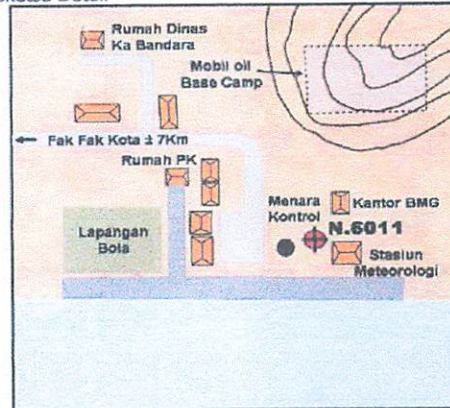 Rumah Dinas
Ka Bandara
Mobil oil
Base Camp
Fak Fak Kota ± 7Km
Rumah PK
Menara
Kontrol
Kantor BMG
N.6011
Lapangan
Bola
Stasiun
Meteorologi